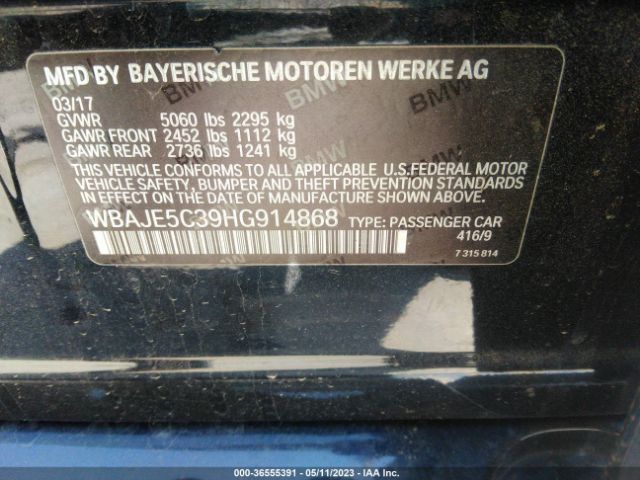 MFD BY BAYERISCHE MOTOREN WERKE AG
03/17
GVWR 5060 lbs 2295 kg
GAWR FRONT 2452 lbs 1112 kg
GAWR REAR 2736 lbs 1241 kg
THIS VEHICLE CONFORMS TO ALL APPLICABLE U.S.FEDERAL MOTOR
VEHICLE SAFETY, BUMPER AND THEFT PREVENTION STANDARDS
IN EFFECT ON THE DATE OF MANUFACTURE SHOWN ABOVE.
WBAJE5C39HG914868 TYPE: PASSENGER CAR
416/9
7 315 814
000-36555391 - 05/11/2023 - IAA Inc.